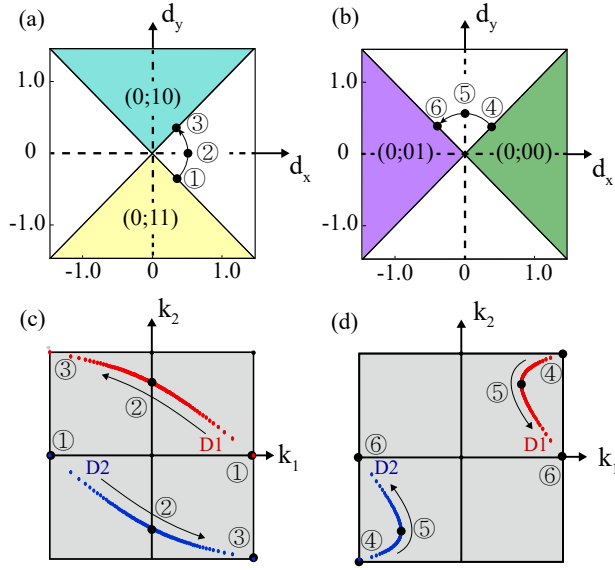 (a)
d_y
1.0
0
-1.0
(0;10)
③
②
①
(0;11)
d_x
-1.0
0
1.0
(b)
d_y
1.0
0
-1.0
⑥
⑤
④
(0;01)
(0;00)
d_x
-1.0
0
1.0
(c)
k_2
③
②
①
D1
①
k_1
D2
②
③
(d)
k_2
④
⑤
D1
⑥
k_1
⑥
D2
⑤
④